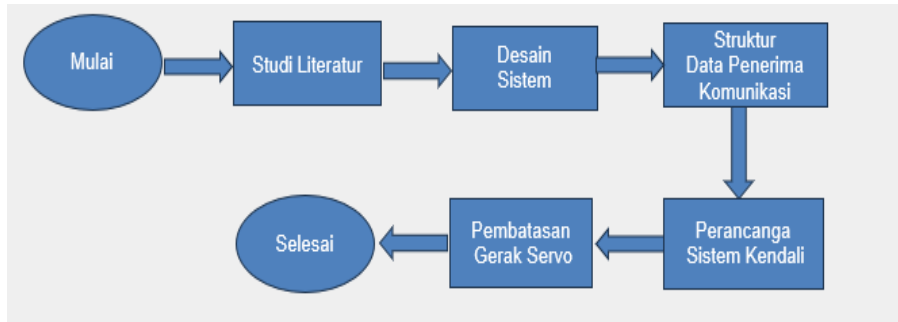 Mulai
Studi Literatur
Desain
Sistem
Struktur
Data Penerima
Komunikasi
Perancanga
Sistem Kendali
Pembatasan
Gerak Servo
Selesai